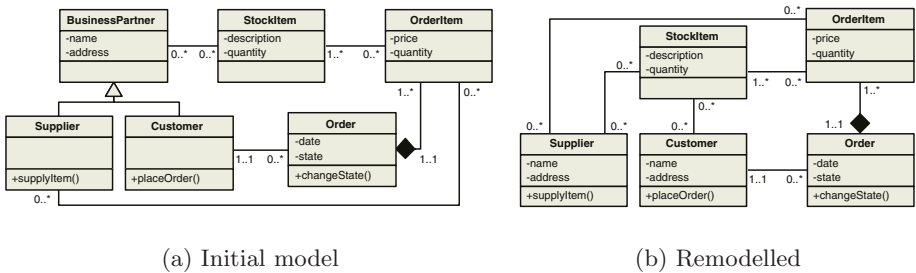 BusinessPartner
-name
-address
0..*
0..*
StockItem
-description
-quantity
1..*
0..*
OrderItem
-price
-quantity
1..*
0..*
Supplier
+supplyItem()
0..*
Customer
+placeOrder()
1..1
0..*
Order
-date
-state
+changeState()
1..1
(a) Initial model
0..*
OrderItem
-price
-quantity
StockItem
-description
-quantity
0..*
1..*
0..*
0..*
1..*
0..*
0..*
1..1
Supplier
-name
-address
+supplyItem()
Customer
-name
-address
+placeOrder()
1..1
0..*
Order
-date
-state
+changeState()
(b) Remodelled